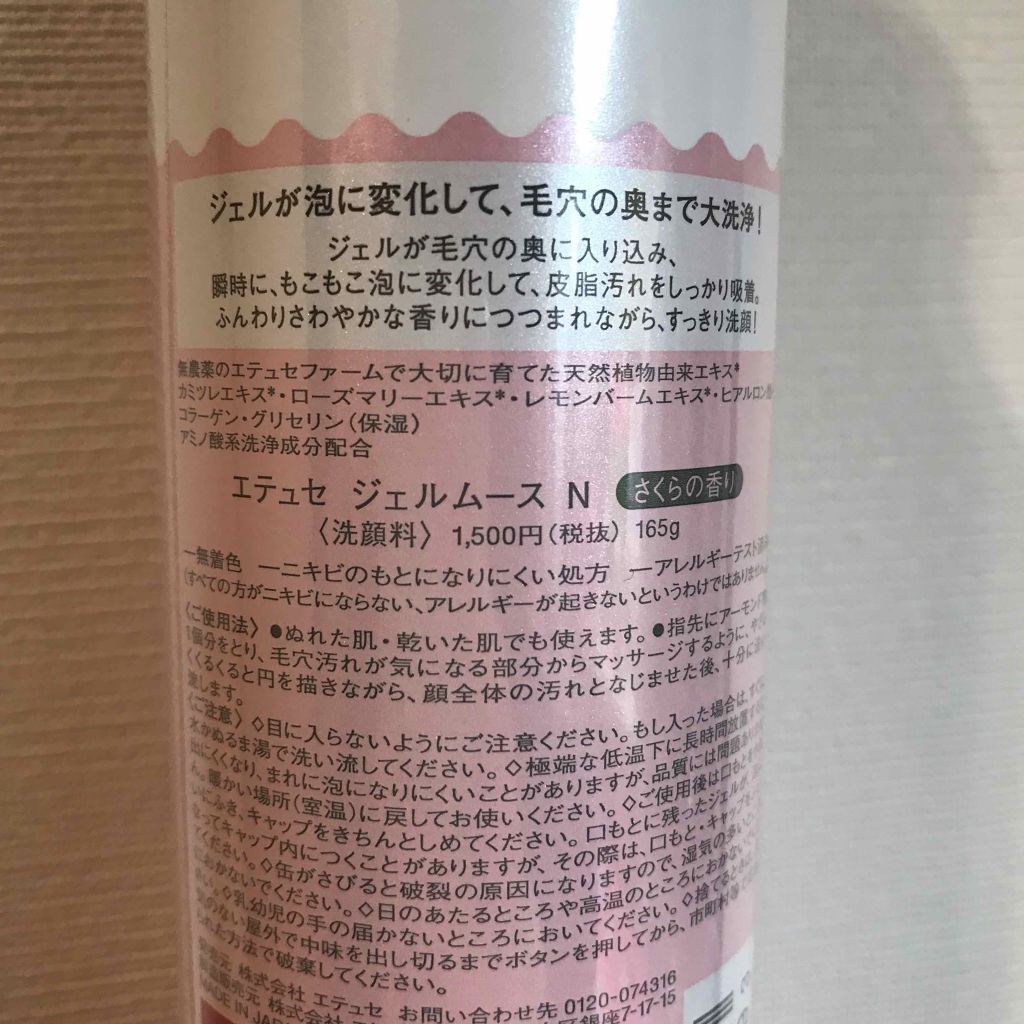 ジェルが泡に変化して、毛穴の奥まで大洗浄!
ジェルが毛穴の奥に入り込み、
瞬時に、もこもこ泡に変化して、皮脂汚れをしっかり吸着。
ふんわりさわやかな香りにつつまれながら、すっきり洗顔!
無農薬のエテュセファームで大切に育てた天然植物由来エキス*
カミツレエキス*・ローズマリーエキス*・レモンバームエキス*・ヒアルロン
コラーゲン・グリセリン(保湿)
アミノ酸系洗浄成分配合
エテュセ ジェルムース N さくらの香り
〈洗顔料〉 1,500円(税抜) 165g
―無着色 ―ニキビのもとになりにくい処方 ―アレルギーテスト済み
(すべての方がニキビにならない、アレルギーが起きないというわけではありません
〈ご使用法〉●ぬれた肌・乾いた肌でも使えます。●指先にアーモンド
1個分をとり、毛穴汚れが気になる部分からマッサージするように、
くるくると円を描きながら、顔全体の汚れとなじませた後、十分に
流します。
〈ご注意〉◇目に入らないようにご注意ください。もし入った場合は、すぐに
水かぬるま湯で洗い流してください。◇極端な低温下に長時間放置
出にくくなり、まれに泡になりにくいことがありますが、品質には問題あり
暖かい場所(室温)に戻してお使いください。◇ご使用後は口もとを
にふき、キャップをきちんとしめてください。口もとに残ったジェルが、
なってキャップ内につくことがありますが、その際は、口もと・キャップを
ください。◇缶がさびると破裂の原因になりますので、湿気の多い
おかないでください。◇日のあたるところや高温のところにおかない
◇乳幼児の手の届かないところにおいてください。◇捨てるとき
のない屋外で中味を出し切るまでボタンを押してから、市町村
方法で破棄してください。
発売元 株式会社 エテュセ お問い合わせ先 0120-074316
製造販売元 株式会社 銀座7-17-15
MADE IN